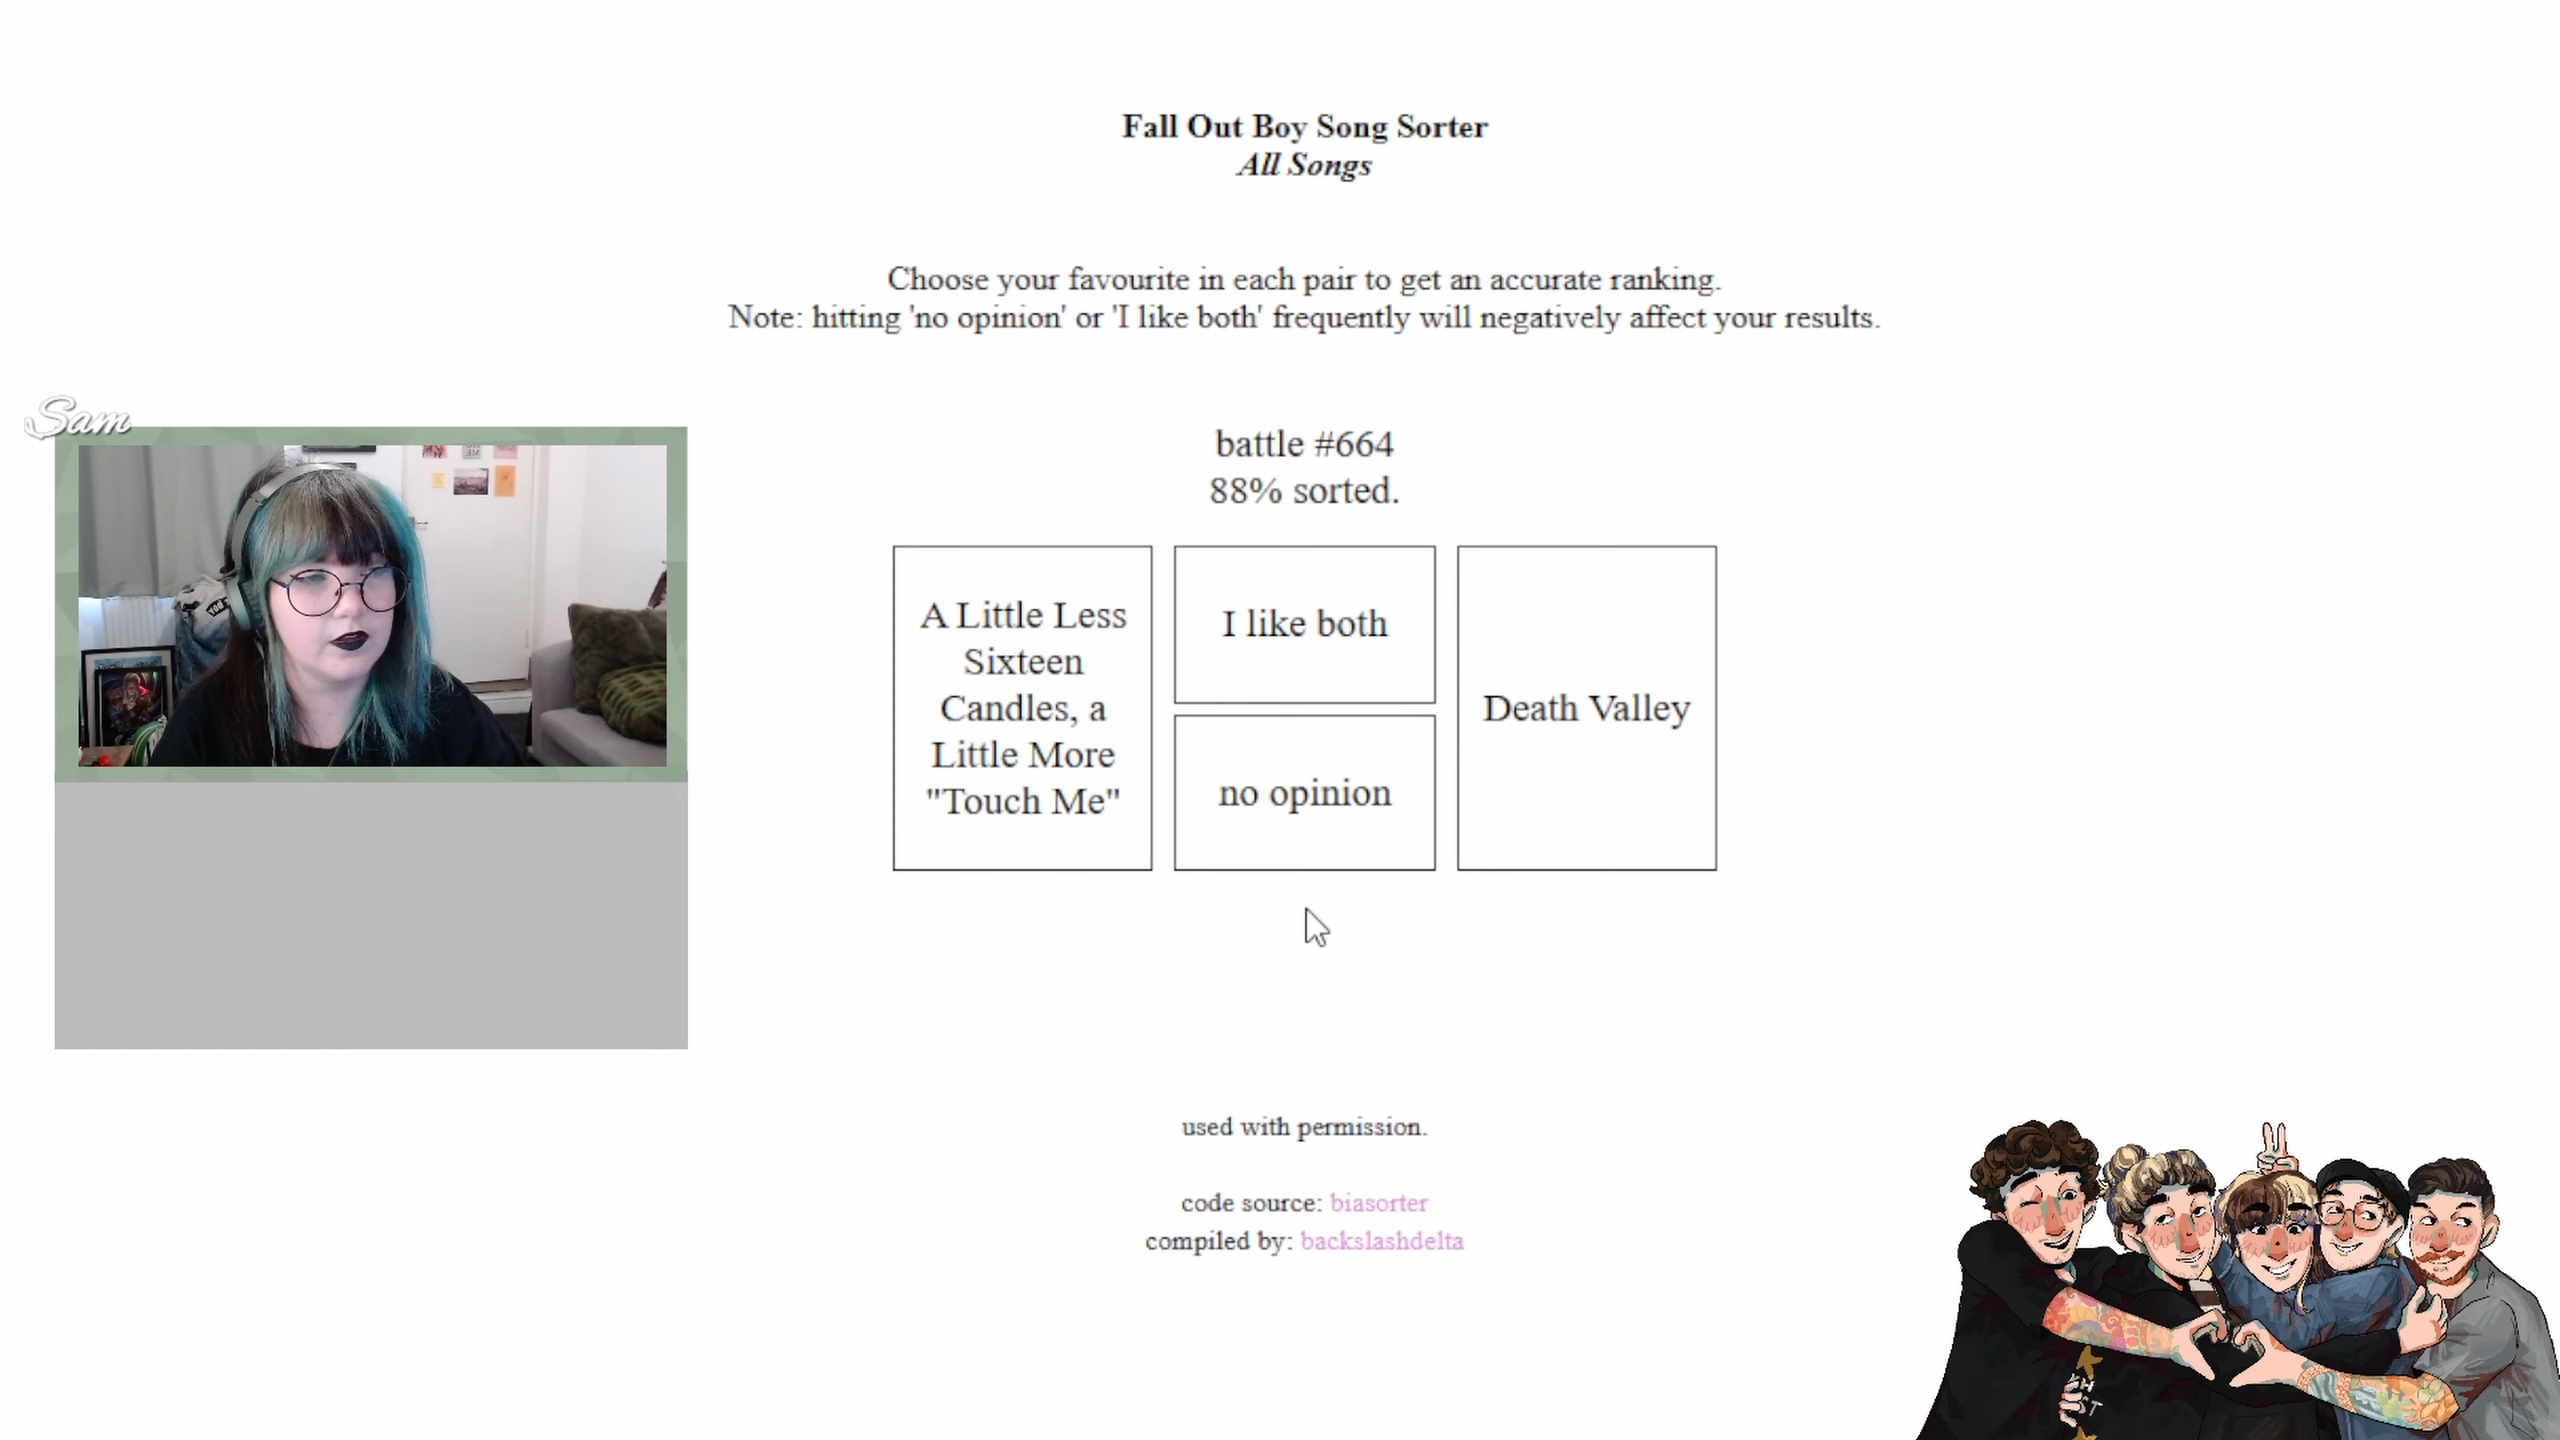 Fall Out Boy Song Sorter
All Songs
Choose your favourite in each pair to get an accurate ranking.
Note: hitting 'no opinion' or 'I like both' frequently will negatively affect your results.
Sam
battle #664
88% sorted.
A Little Less
Sixteen
Candles, a
Little More
"Touch Me"
I like both
no opinion
Death Valley
used with permission.
code source: biasorter
compiled by: backslashdelta